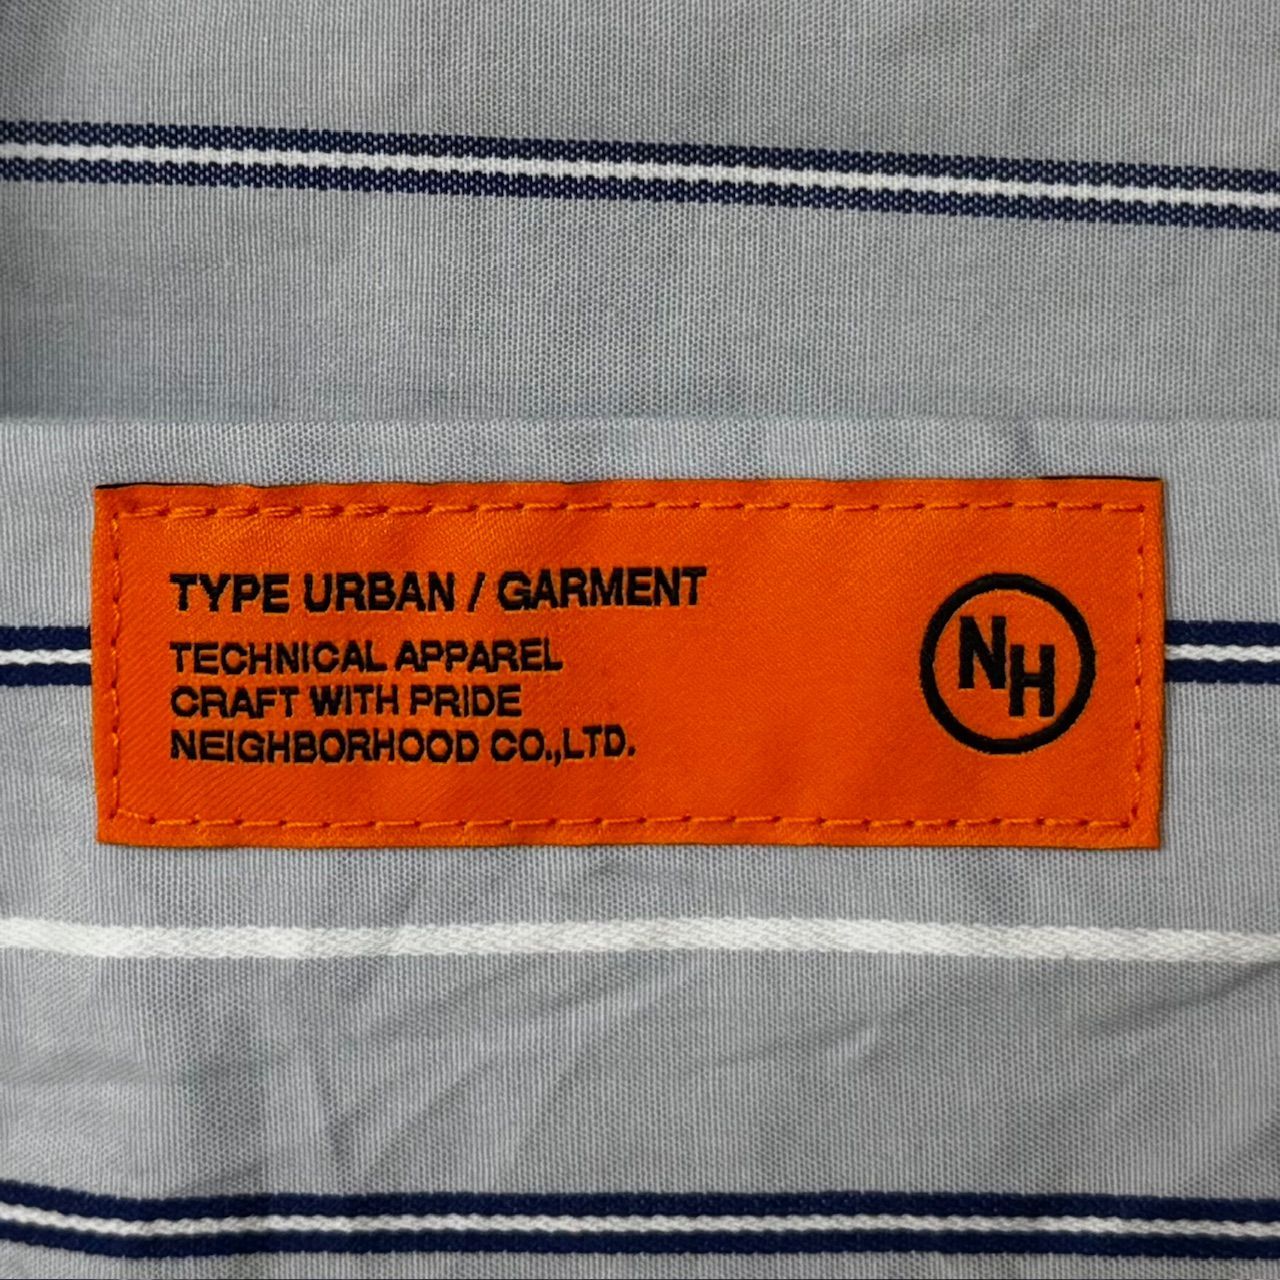 TYPE URBAN / GARMENT
TECHNICAL APPAREL
CRAFT WITH PRIDE
NEIGHBORHOOD CO.,LTD.
NH